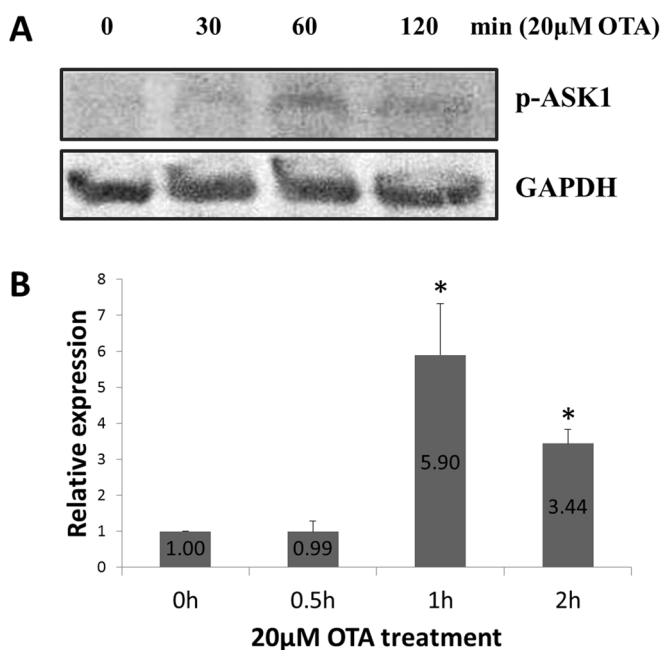 A
0 30 60 120 min (20µM OTA)
p-ASK1
GAPDH
B
Relative expression
8
7
6
5
4
3
2
1
0
*
*
1.00
0.99
5.90
3.44
0h 0.5h 1h 2h
20µM OTA treatment